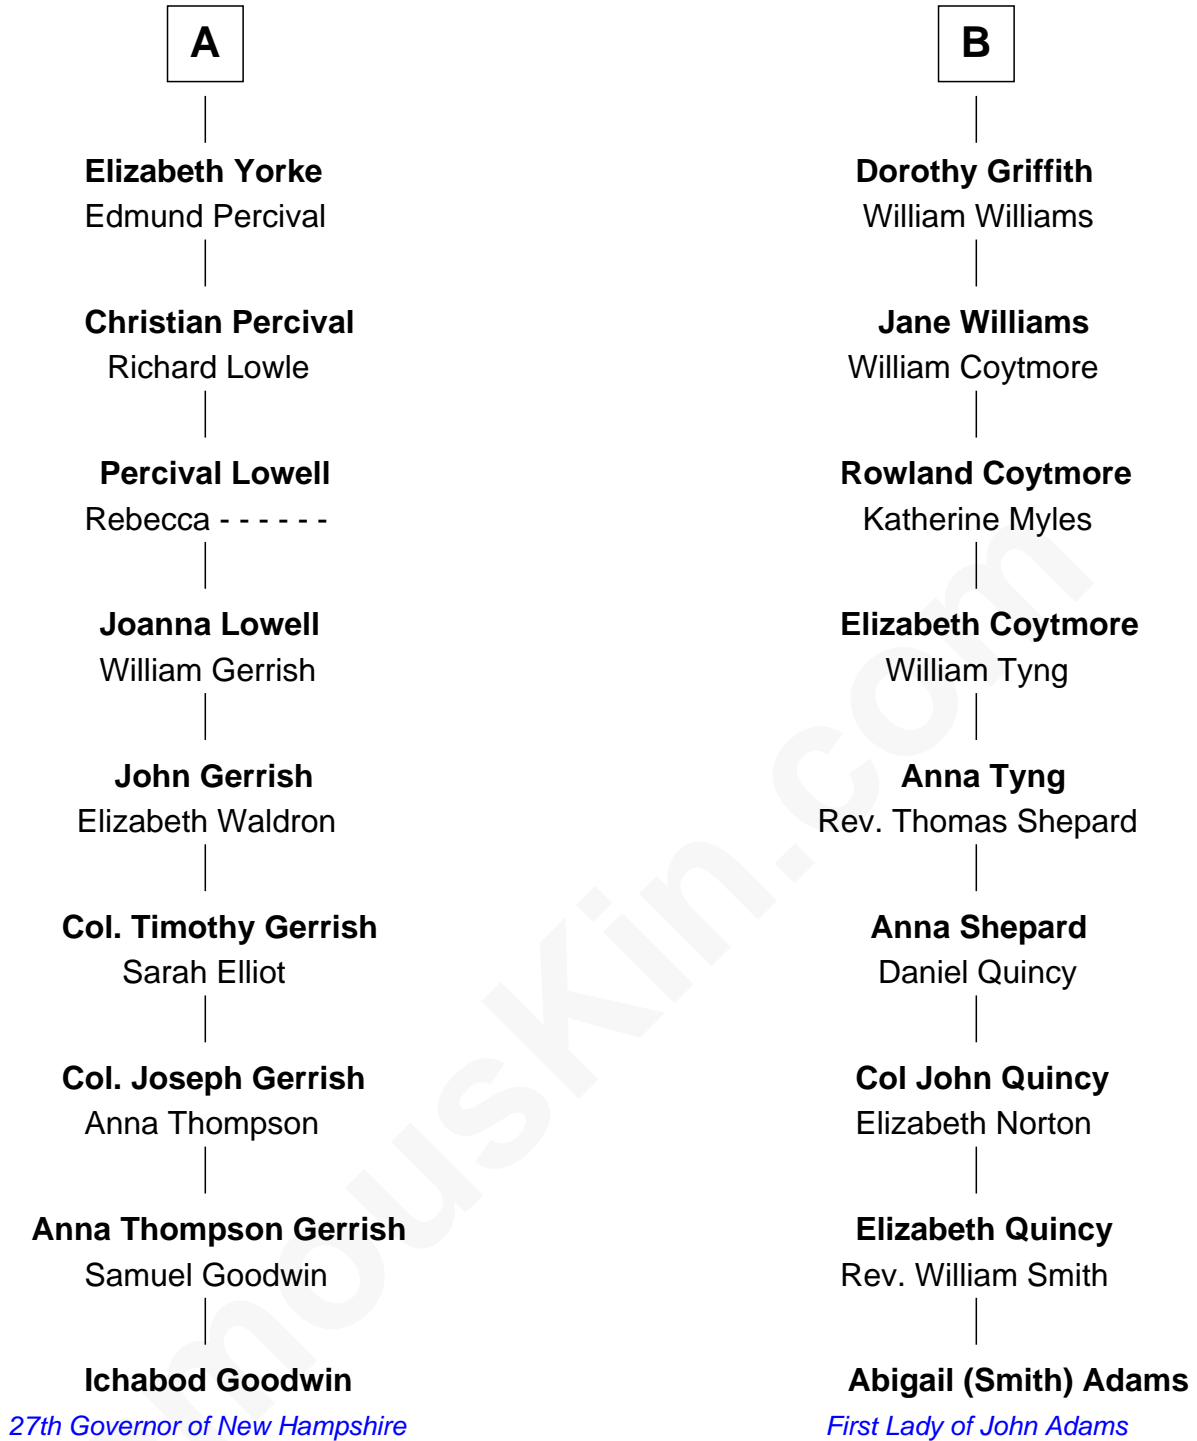 A
Elizabeth Yorke
Edmund Percival
Christian Percival
Richard Lowle
Percival Lowell
Rebecca - - - - - -
Joanna Lowell
William Gerrish
John Gerrish
Elizabeth Waldron
Col. Timothy Gerrish
Sarah Elliot
Col. Joseph Gerrish
Anna Thompson
Anna Thompson Gerrish
Samuel Goodwin
Ichabod Goodwin
27th Governor of New Hampshire
B
Dorothy Griffith
William Williams
Jane Williams
William Coytmore
Rowland Coytmore
Katherine Myles
Elizabeth Coytmore
William Tyng
Anna Tyng
Rev. Thomas Shepard
Anna Shepard
Daniel Quincy
Col John Quincy
Elizabeth Norton
Elizabeth Quincy
Rev. William Smith
Abigail (Smith) Adams
First Lady of John Adams
mousKin.com